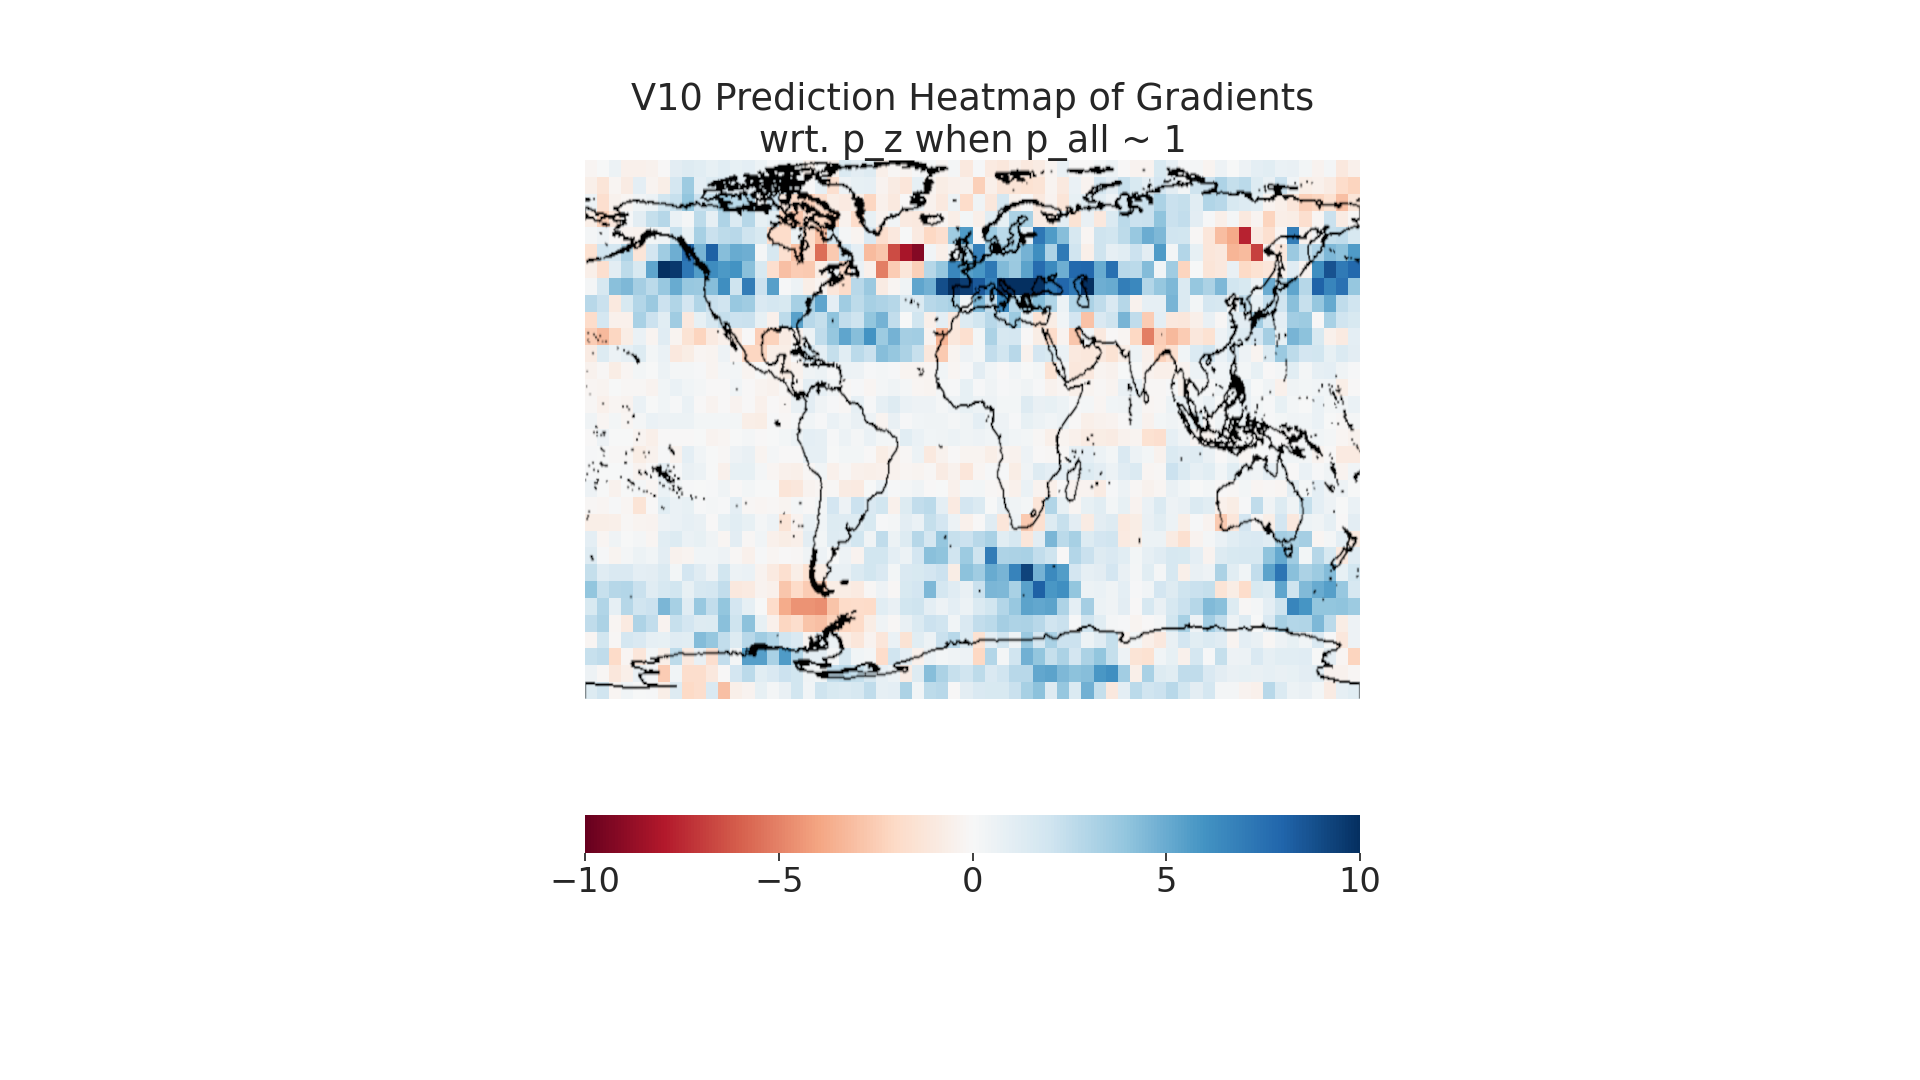 V10 Prediction Heatmap of Gradients
wrt. p_z when p_all ~ 1
−10 −5 0 5 10